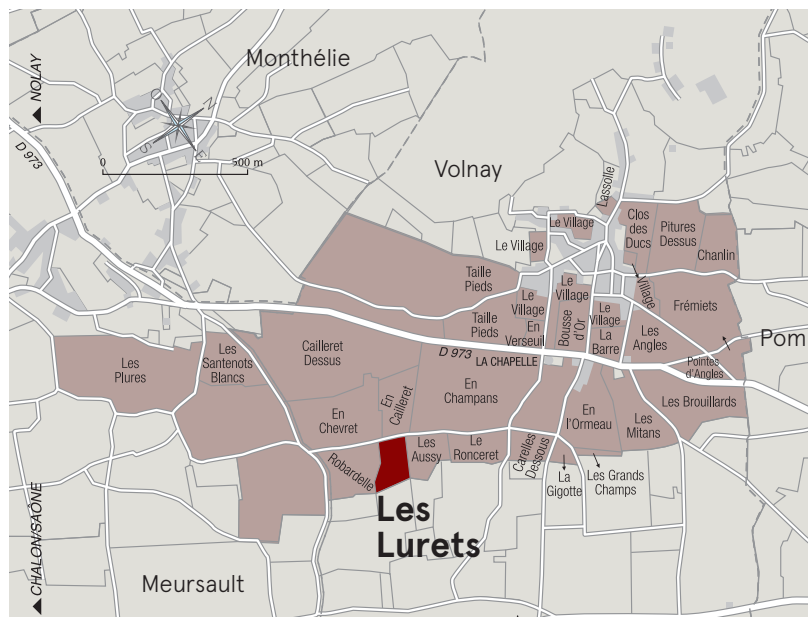 NOLAY
Monthélie
O
N
S
E
D 973
0
500 m
Volnay
Lassolle
Le Village
Le Village
Clos
des
Ducs
Pitures
Dessus
Chanlin
Taille
Pieds
Le
Village
Le
Village
Village
Frémiets
Taille
Pieds
En
Verseuil
Bousse
d'Or
Le
Village
La
Barre
Les
Angles
Pom
Pointes
d'Angles
Les
Plures
Les
Santenots
Blancs
Cailleret
Dessus
D 973
LA CHAPELLE
En
Cailleret
En
Champans
Les Brouillards
En
Chevret
En
l'Ormeau
Les
Mitans
Robardelle
Les
Aussy
Le
Ronceret
Carelles
Dessous
La
Gigotte
Les Grands
Champs
Les
Lurets
Meursault
CHALON/SAÔNE